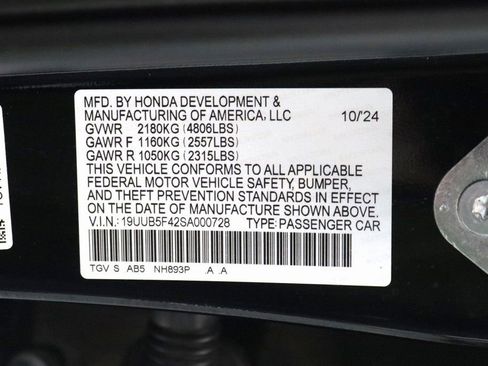 MFD. BY HONDA DEVELOPMENT &
MANUFACTURING OF AMERICA, LLC 10/'24
GVWR 2180KG (4806LBS)
GAWR F 1160KG (2557LBS)
GAWR R 1050KG (2315LBS)
THIS VEHICLE CONFORMS TO ALL APPLICABLE
FEDERAL MOTOR VEHICLE SAFETY, BUMPER,
AND THEFT PREVENTION STANDARDS IN EFFECT
ON THE DATE OF MANUFACTURE SHOWN ABOVE.
V.I.N.: 19UUB5F42SA000728 TYPE: PASSENGER CAR
TGV S AB5 NH893P .A .A